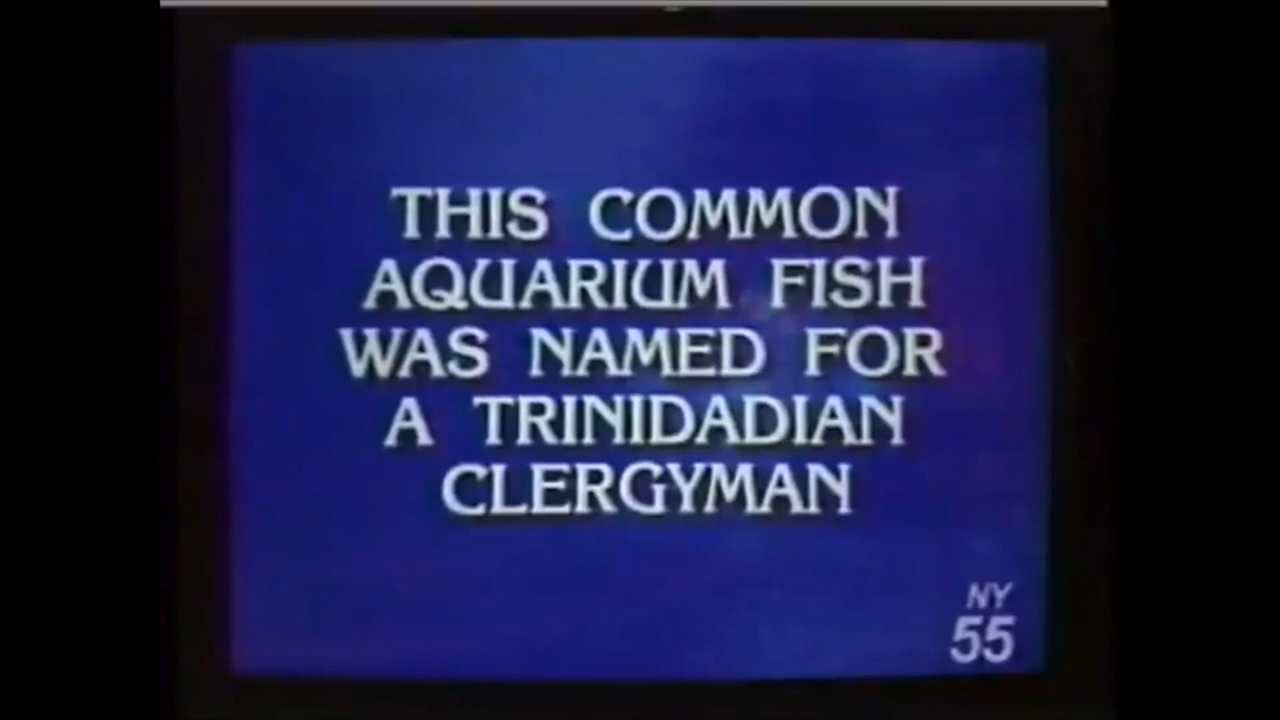 THIS COMMON
AQUARIUM FISH
WAS NAMED FOR
A TRINIDADIAN
CLERGYMAN
NY
55